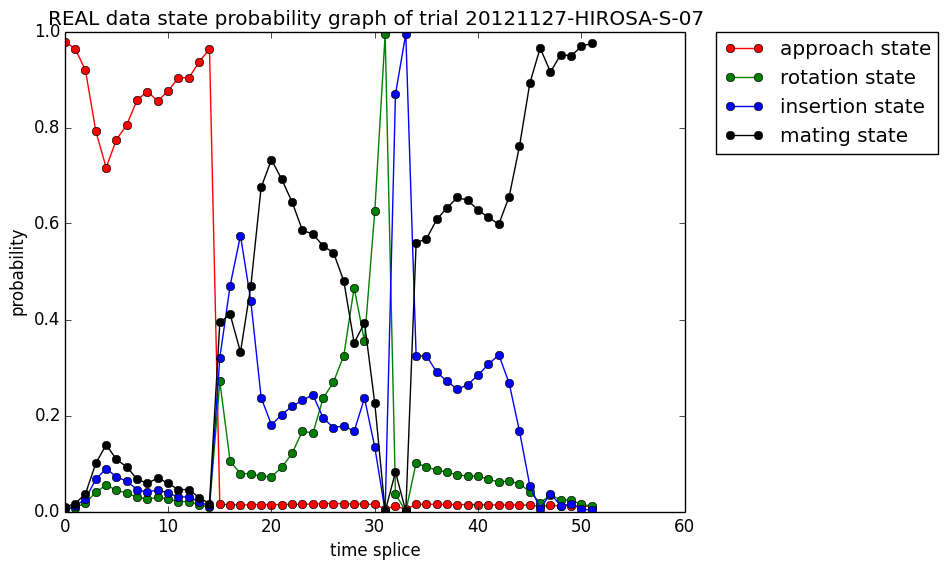 REAL data state probability graph of trial 20121127-HIROSA-S-07
1.0
0.8
0.6
0.4
0.2
0.0
probability
0
10
20
30
40
50
60
time splice
approach state
rotation state
insertion state
mating state